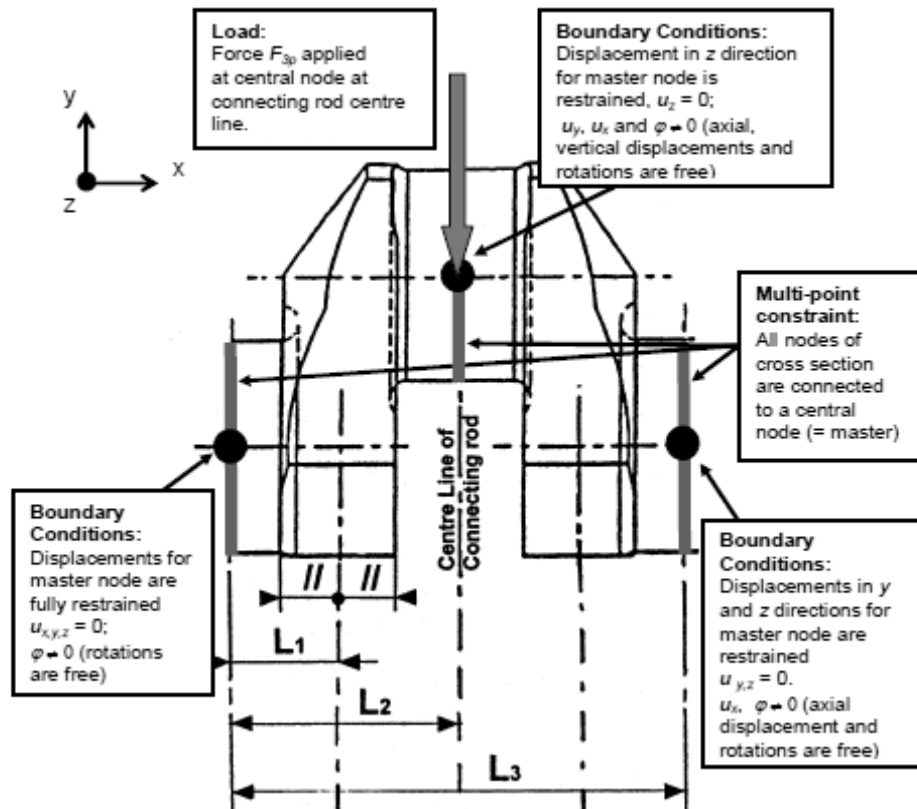 Load:
Force F3p applied
at central node at
connecting rod centre
line.
Boundary Conditions:
Displacement in z direction
for master node is
restrained, uz = 0;
uy, ux and φ ≠ 0 (axial,
vertical displacements and
rotations are free)
y
x
z
Multi-point
constraint:
All nodes of
cross section
are connected
to a central
node (= master)
Centre Line of
Connecting rod
Boundary
Conditions:
Displacements for
master node are
fully restrained
ux,y,z = 0;
φ ≠ 0 (rotations
are free)
Boundary
Conditions:
Displacements in y
and z directions for
master node are
restrained
u y,z = 0.
ux, φ ≠ 0 (axial
displacement and
rotations are free)
L1
L2
L3